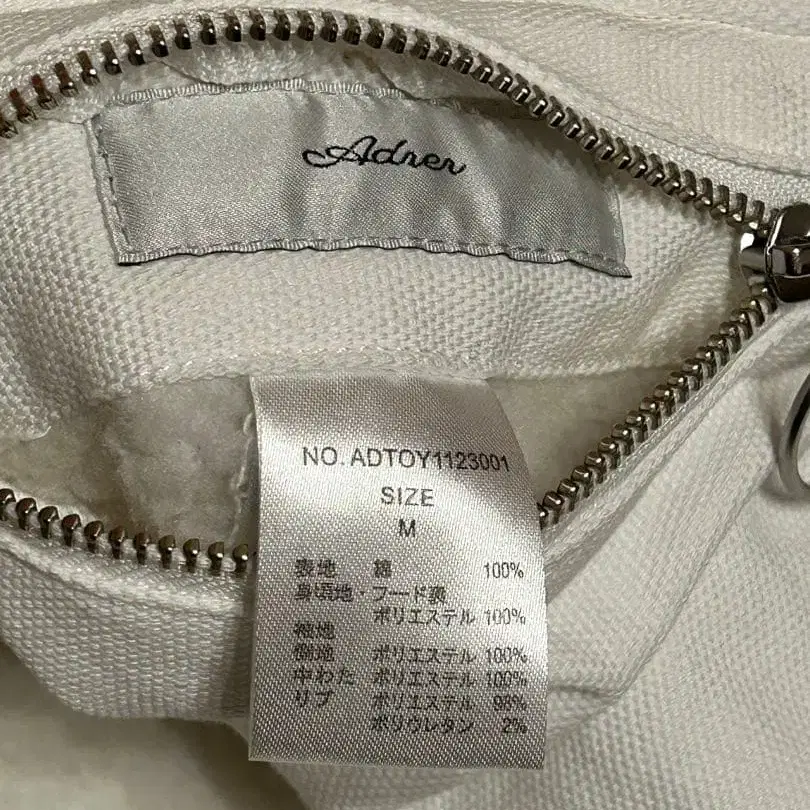 Adrer
NO. ADTOY1123001
SIZE
M
表地 綿 100%
身頃地・フード裏
ポリエステル 100%
袖地
側地 ポリエステル 100%
中わた ポリエステル 100%
リブ ポリエステル 98%
ポリウレタン 2%